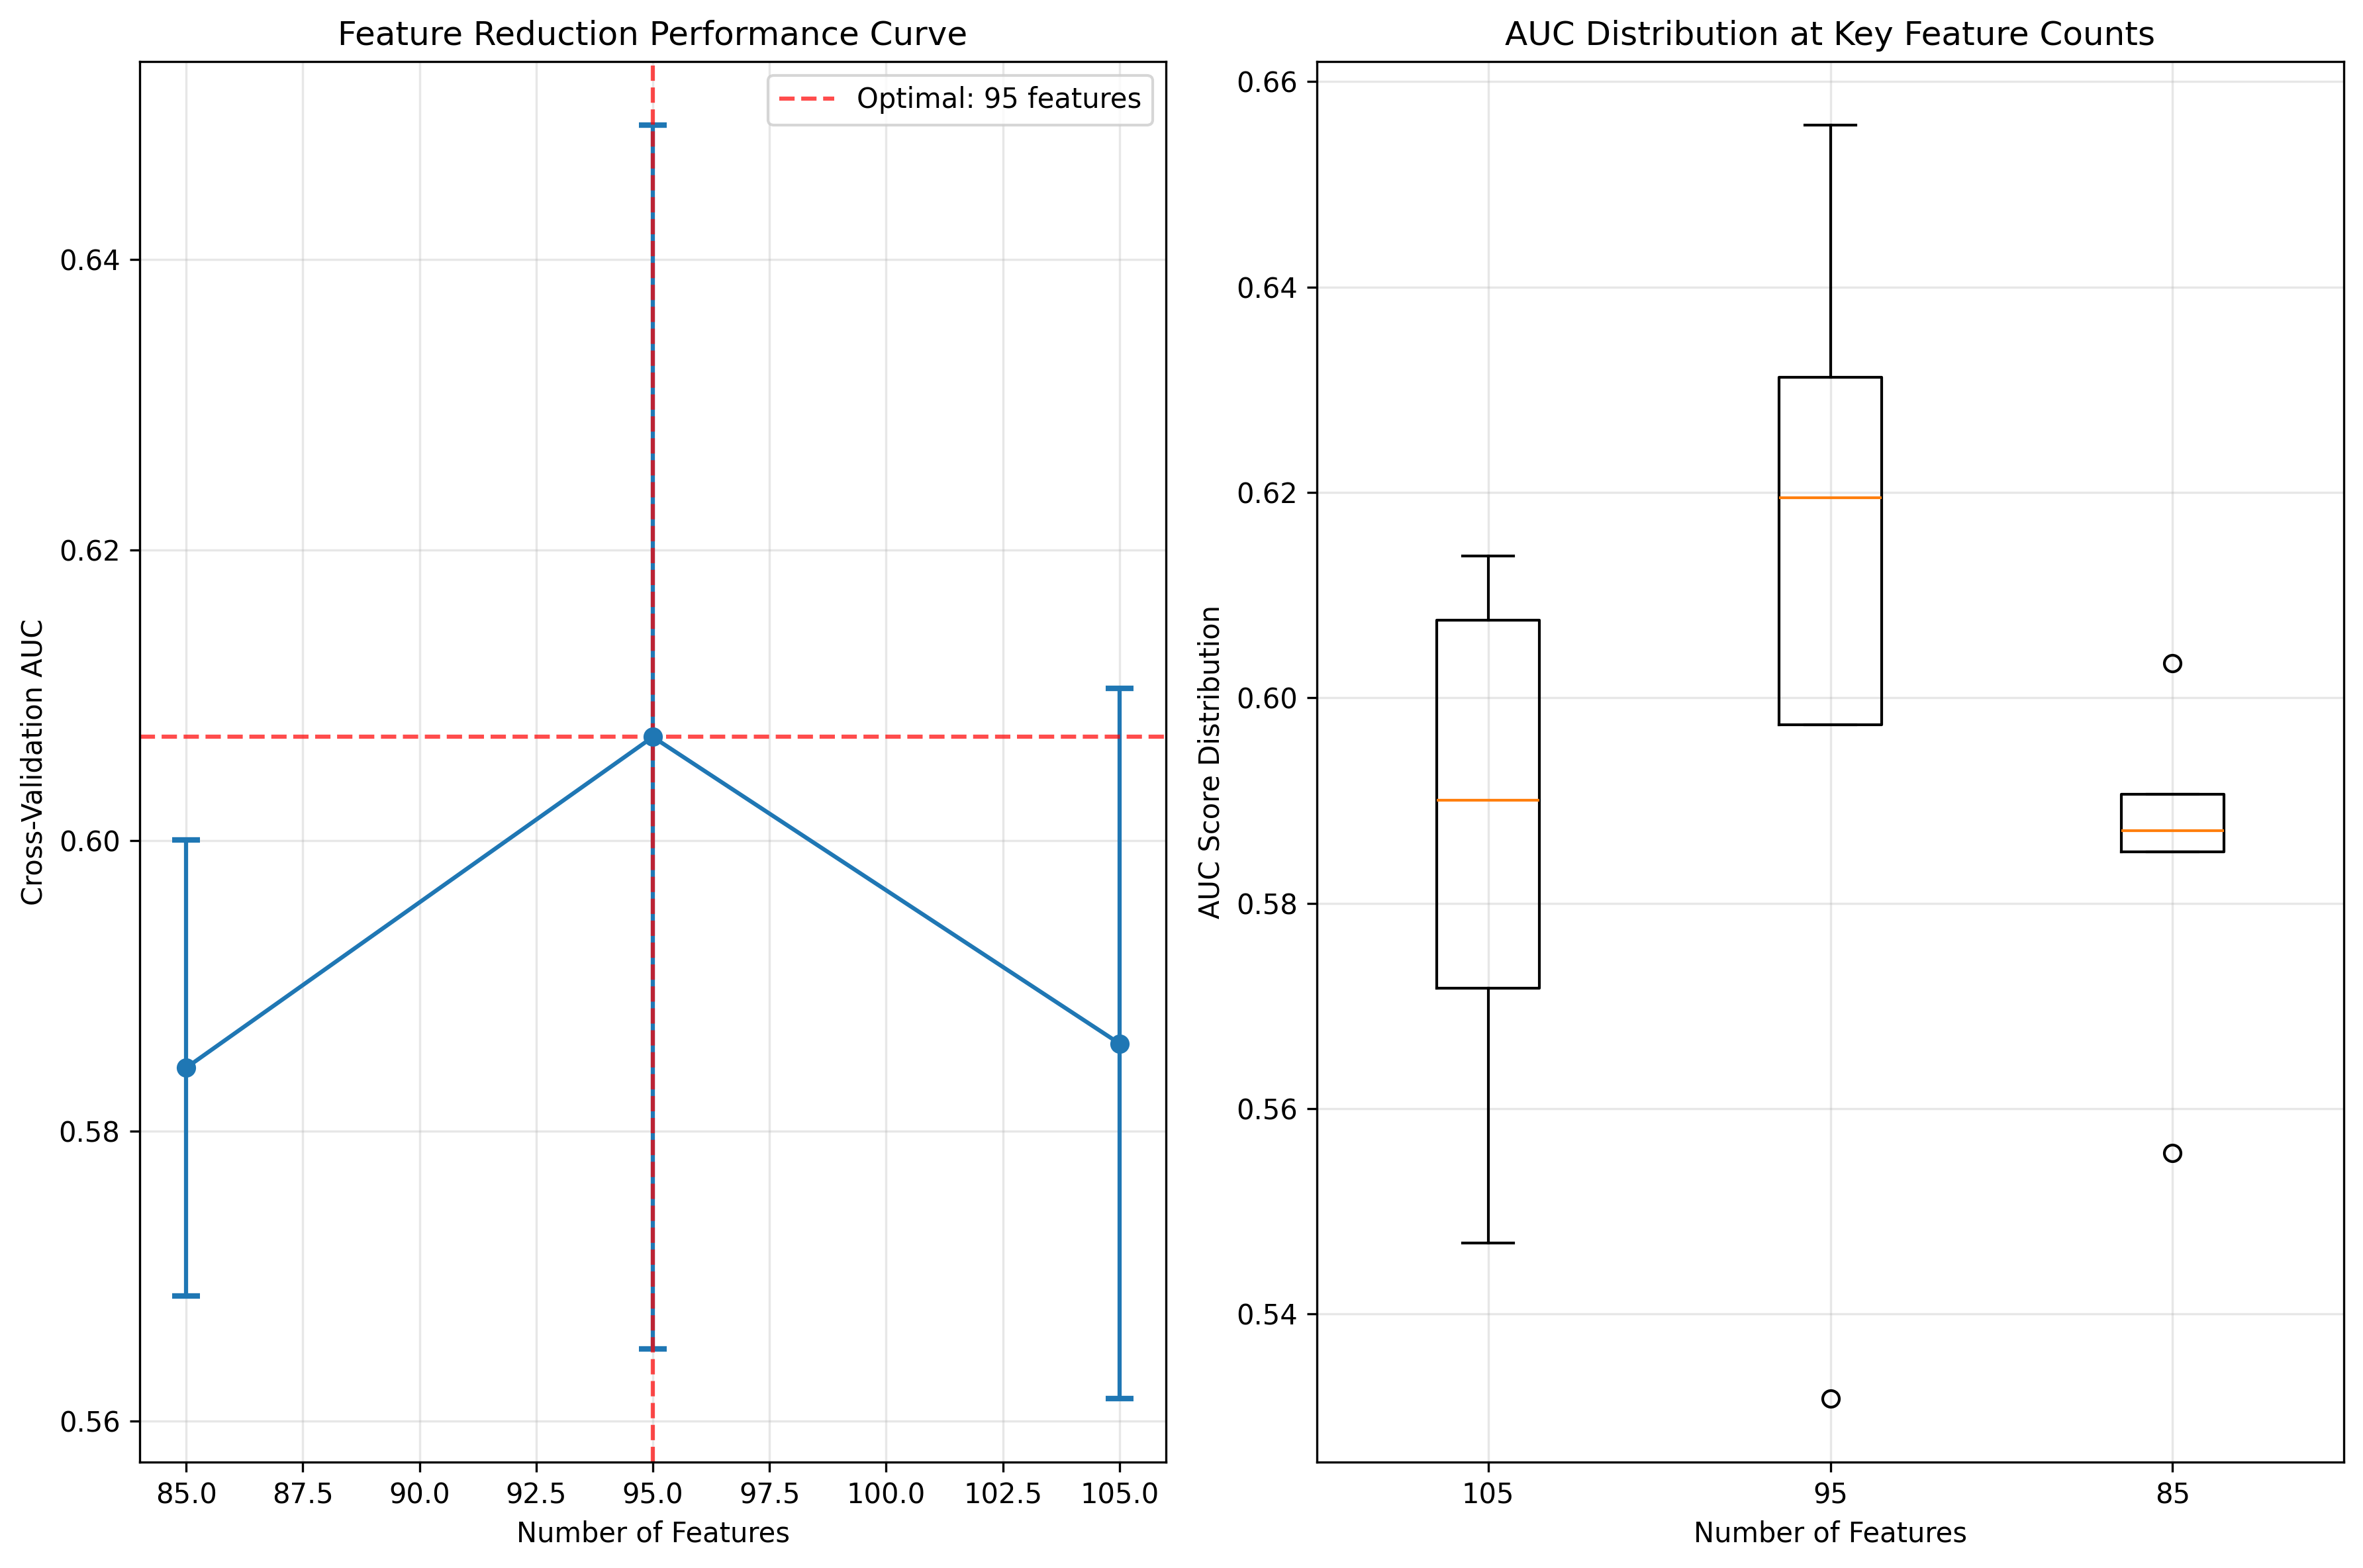 Feature Reduction Performance Curve
Optimal: 95 features
Cross-Validation AUC
0.64
0.62
0.60
0.58
0.56
85.0 87.5 90.0 92.5 95.0 97.5 100.0 102.5 105.0
Number of Features
AUC Distribution at Key Feature Counts
AUC Score Distribution
0.66
0.64
0.62
0.60
0.58
0.56
0.54
105 95 85
Number of Features